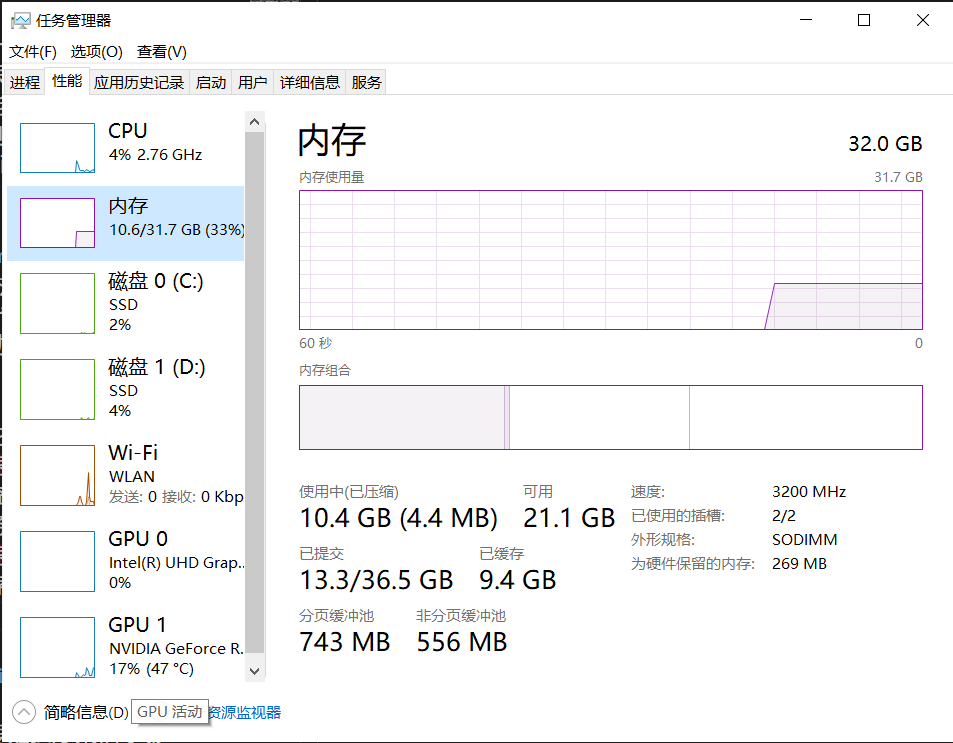 任务管理器
文件(F) 选项(O) 查看(V)
进程 性能 应用历史记录 启动 用户 详细信息 服务
CPU
4% 2.76 GHz
内存
10.6/31.7 GB (33%)
磁盘 0 (C:)
SSD
2%
磁盘 1 (D:)
SSD
4%
Wi-Fi
WLAN
发送: 0 接收: 0 Kbp
GPU 0
Intel(R) UHD Grap..
0%
GPU 1
NVIDIA GeForce R.
17% (47 °C)
内存 32.0 GB
内存使用量 31.7 GB
60 秒 0
内存组合
使用中(已压缩) 可用
10.4 GB (4.4 MB) 21.1 GB
已提交 已缓存
13.3/36.5 GB 9.4 GB
分页缓冲池 非分页缓冲池
743 MB 556 MB
速度: 3200 MHz
已使用的插槽: 2/2
外形规格: SODIMM
为硬件保留的内存: 269 MB
简略信息(D) GPU 活动 资源监视器